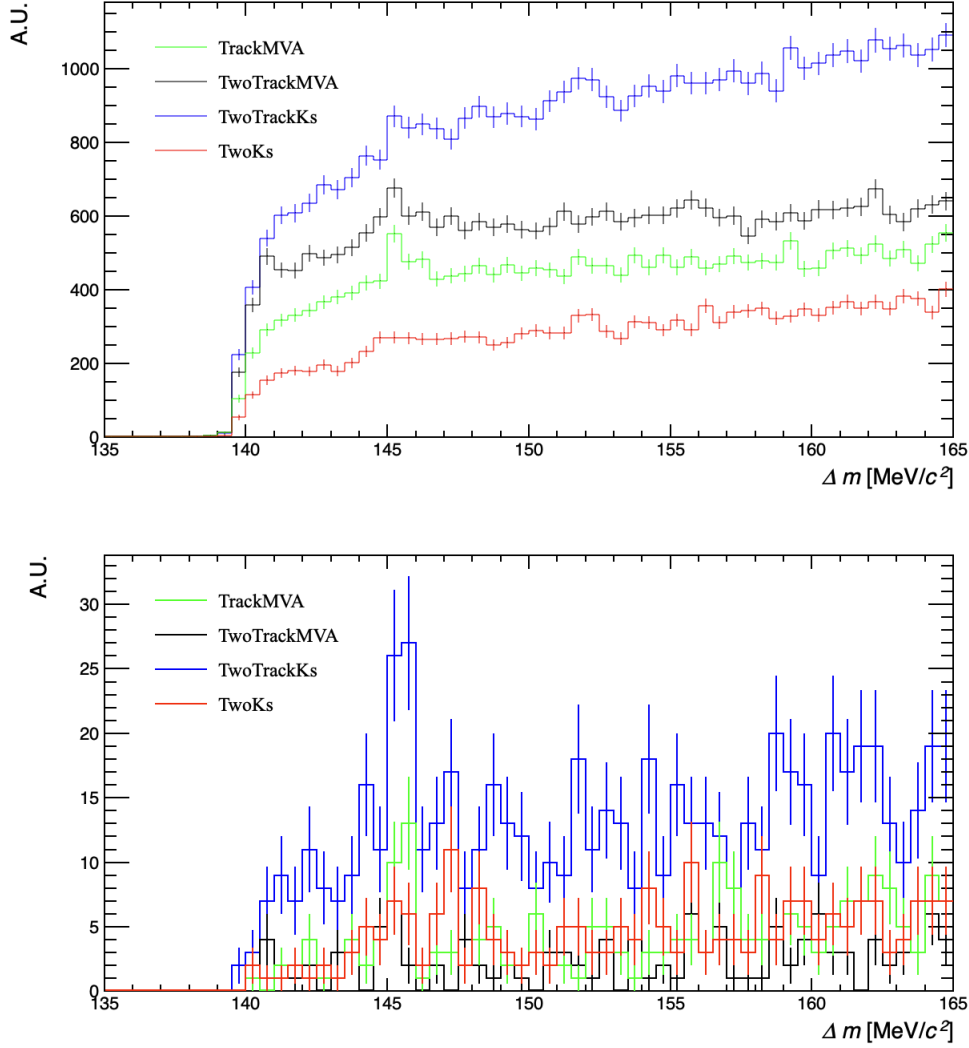 A.U.
TrackMVA
1000
TwoTrackMVA
TwoTrackKs
800
TwoKs
600
400
200
0
135 140 145 150 155 160 165
Δ m [MeV/c²]
A.U.
30
TrackMVA
TwoTrackMVA
25
TwoTrackKs
TwoKs
20
15
10
5
0
135 140 145 150 155 160 165
Δ m [MeV/c²]